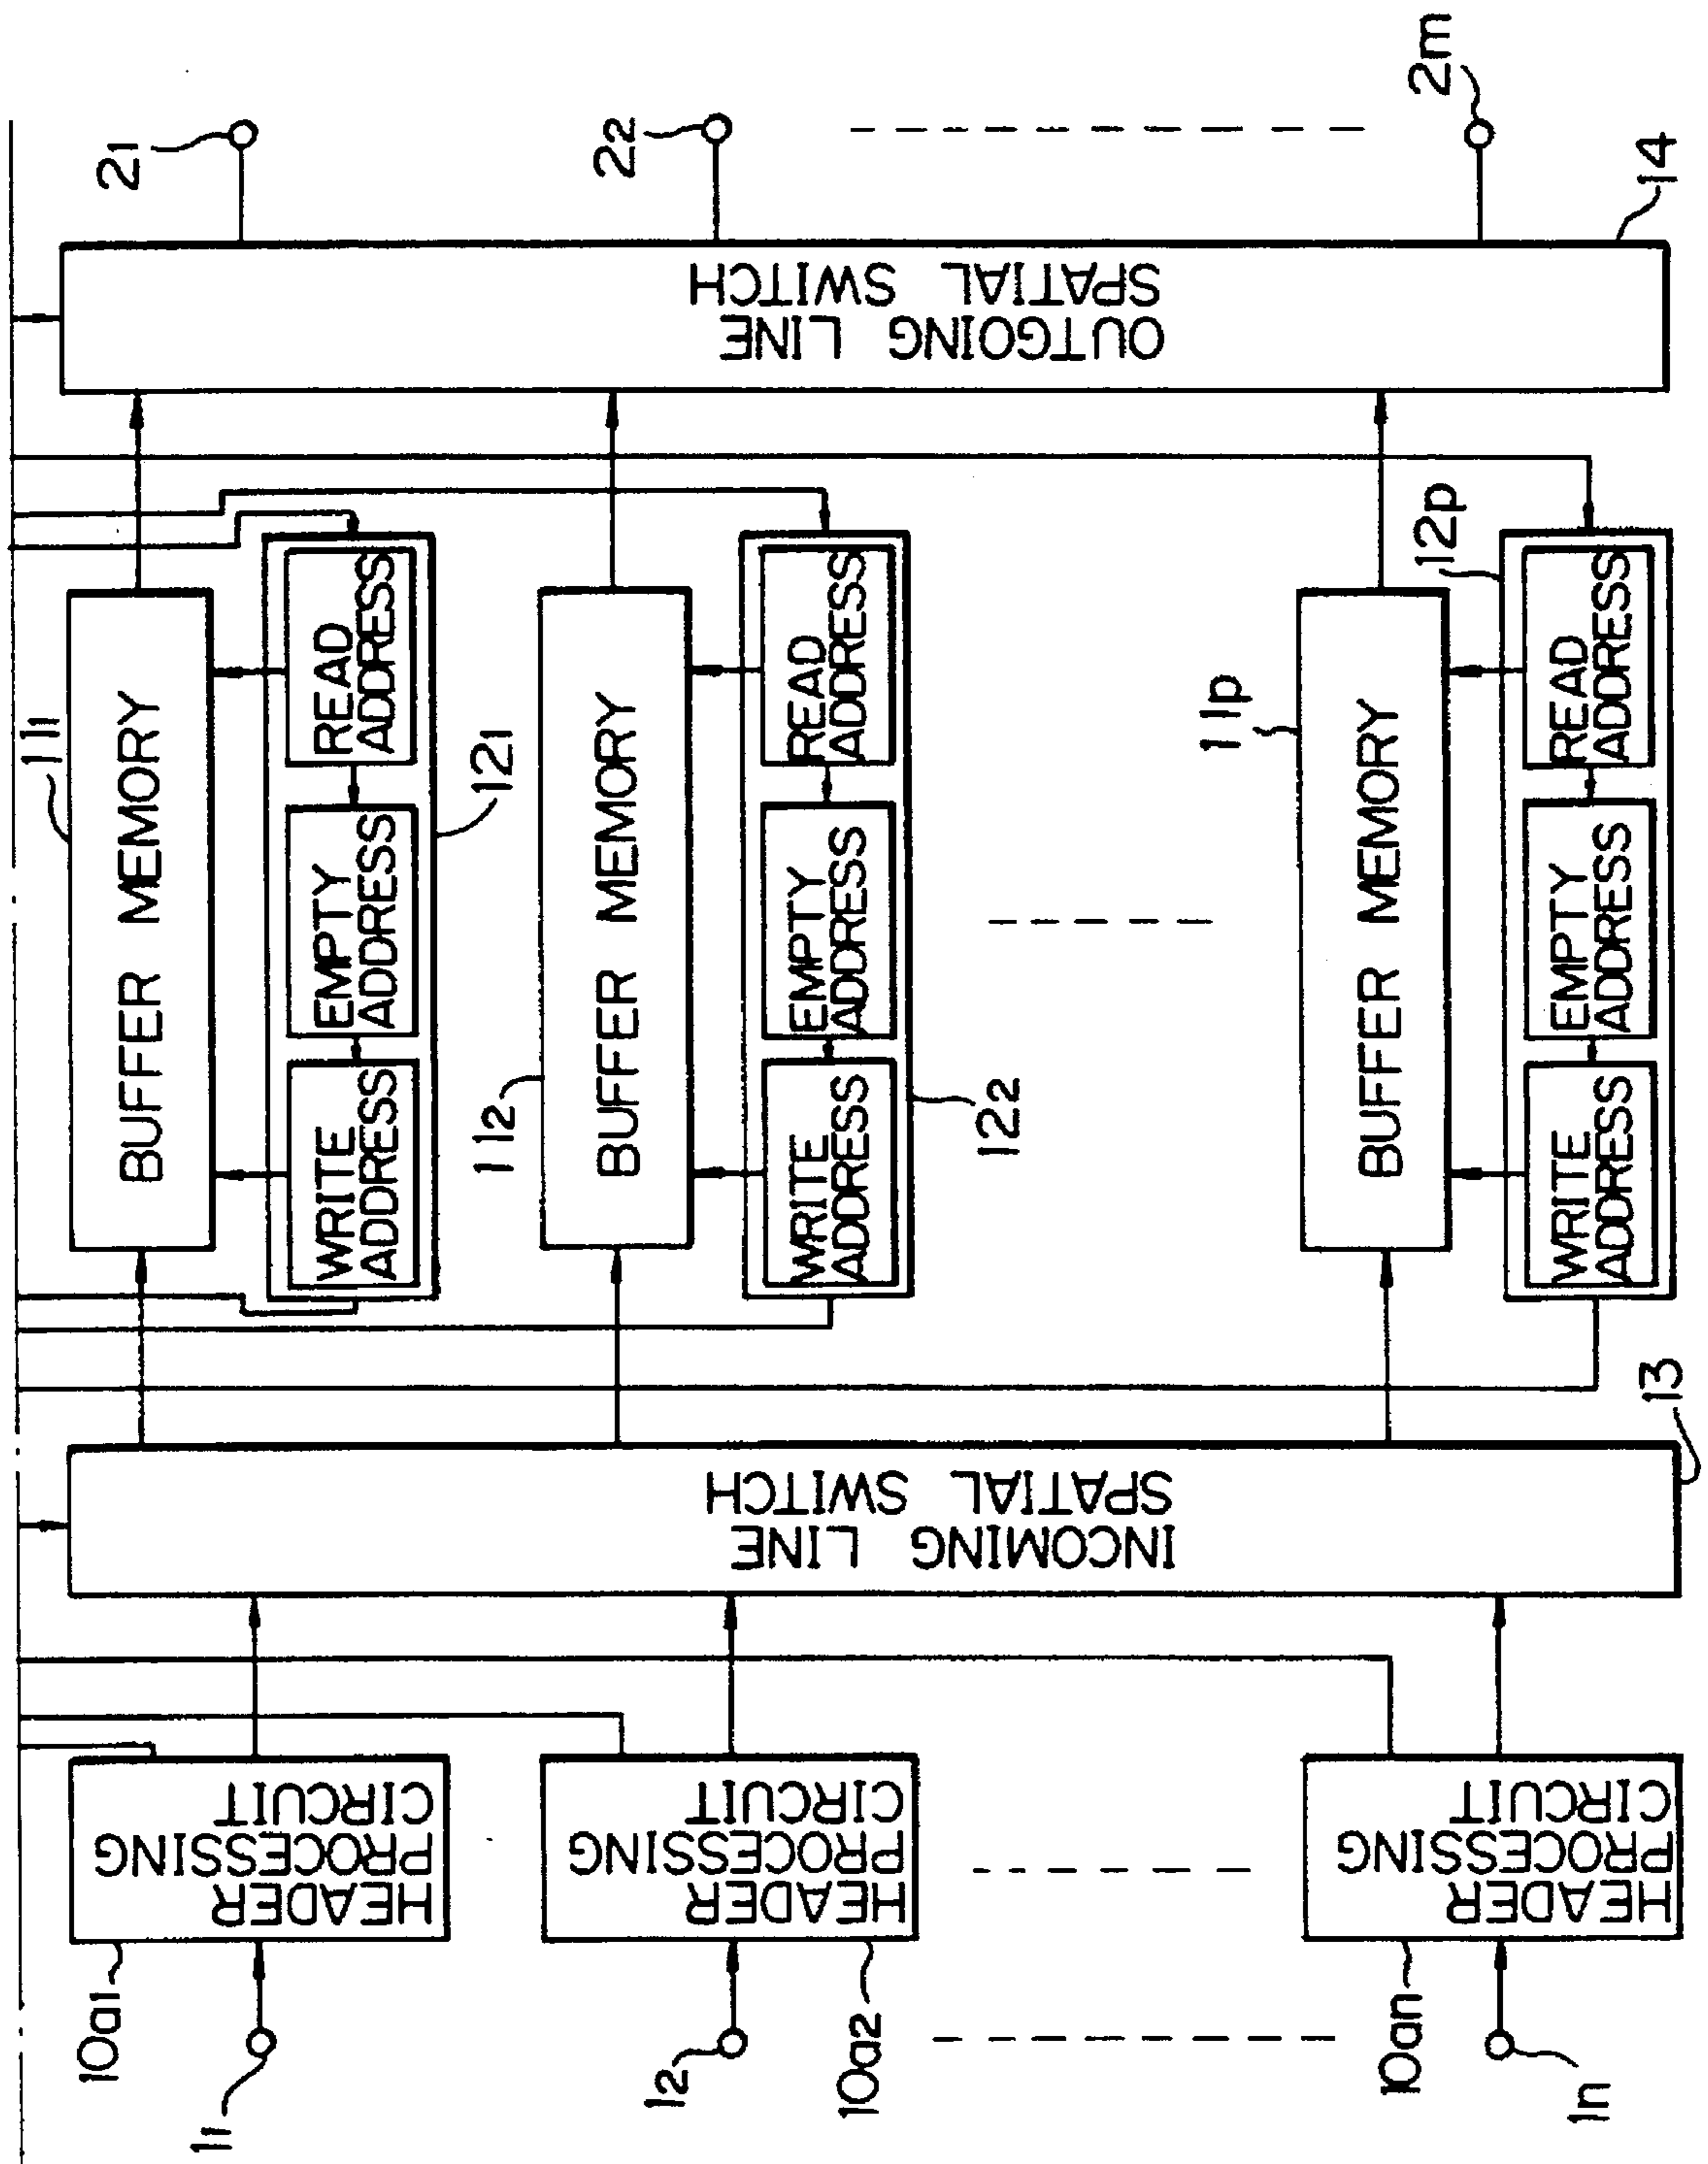 10a1
HEADER
PROCESSING
CIRCUIT
11
12
HEADER
PROCESSING
CIRCUIT
10a2
10an
HEADER
PROCESSING
CIRCUIT
1n
INCOMING LINE
SPATIAL SWITCH
13
111
BUFFER MEMORY
WRITE
ADDRESS
EMPTY
ADDRESS
READ
ADDRESS
121
112
BUFFER MEMORY
WRITE
ADDRESS
EMPTY
ADDRESS
READ
ADDRESS
122
11p
BUFFER MEMORY
12p
WRITE
ADDRESS
EMPTY
ADDRESS
READ
ADDRESS
OUTGOING LINE
SPATIAL SWITCH
14
21
22
2m